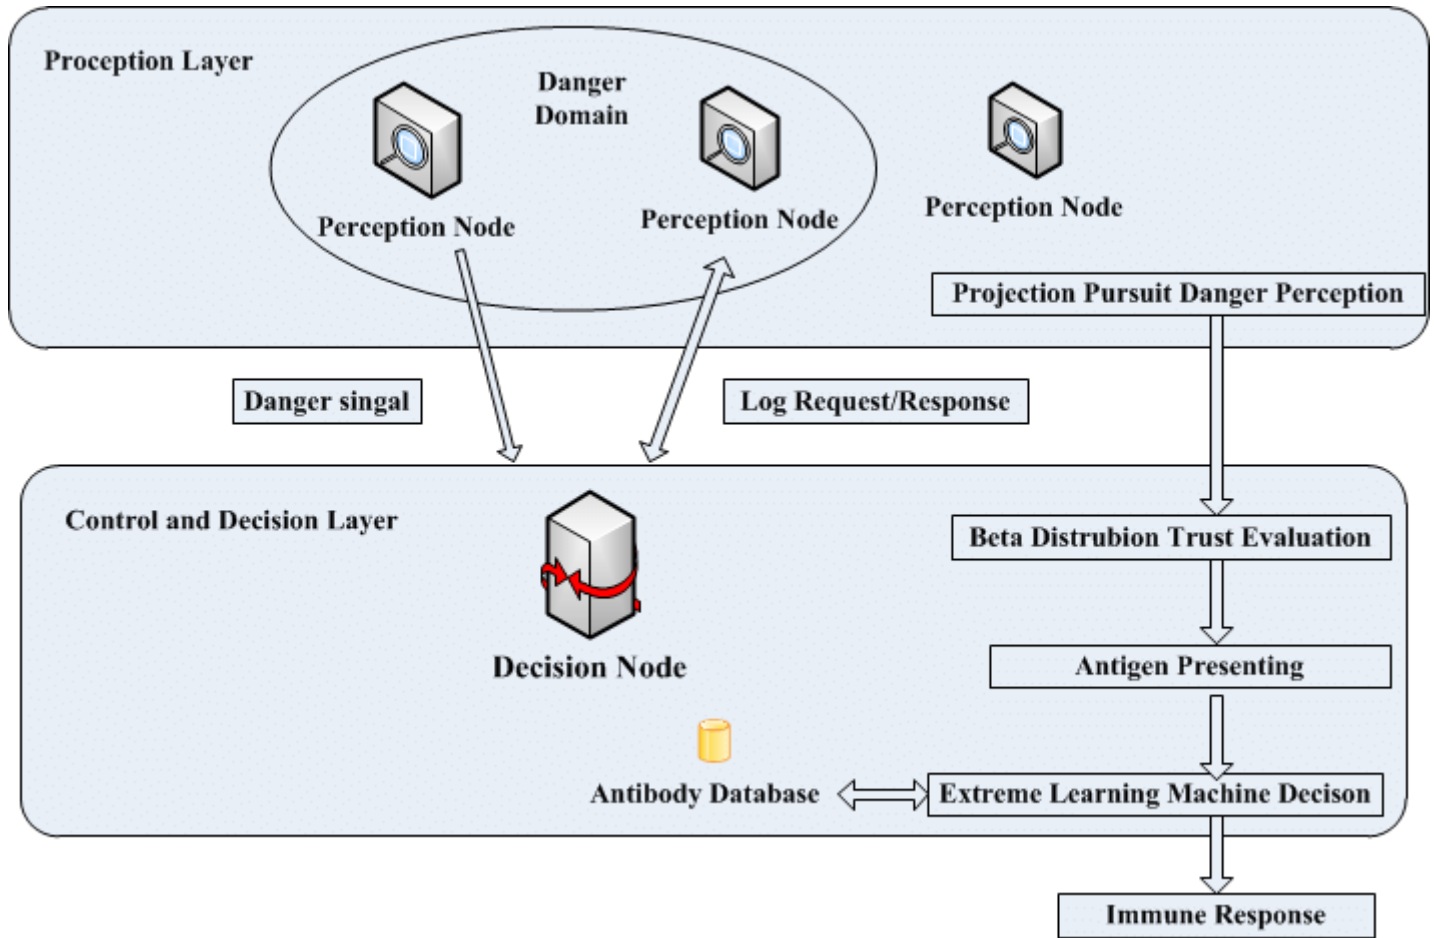 Proception Layer
Danger
Domain
Perception Node
Perception Node
Perception Node
Projection Pursuit Danger Perception
Danger singal
Log Request/Response
Control and Decision Layer
Beta Distrubion Trust Evaluation
Decision Node
Antigen Presenting
Antibody Database
Extreme Learning Machine Decison
Immune Response